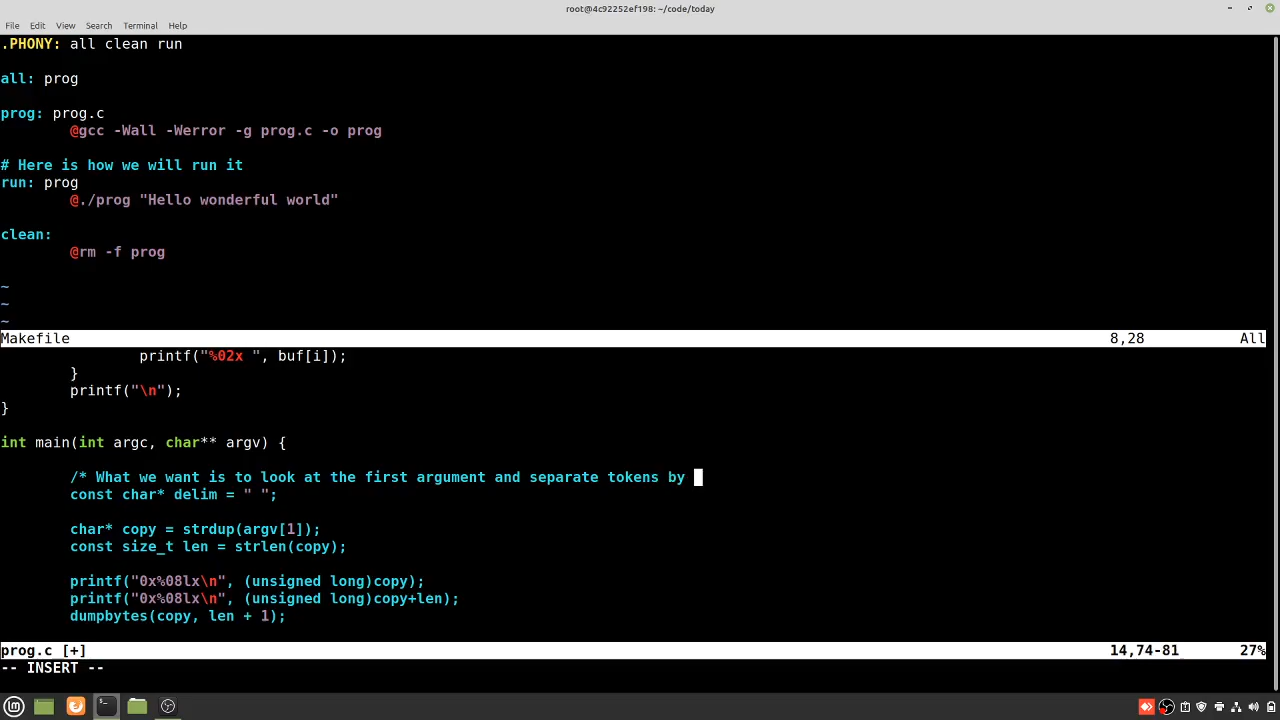 root@4c92252ef198: ~/code/today
File Edit View Search Terminal Help
.PHONY: all clean run
all: prog
prog: prog.c
@gcc -Wall -Werror -g prog.c -o prog
# Here is how we will run it
run: prog
@./prog "Hello wonderful world"
clean:
@rm -f prog
~
~
~
Makefile 8,28 All
printf("%02x ", buf[i]);
}
printf("\n");
}
int main(int argc, char** argv) {
/* What we want is to look at the first argument and separate tokens by
const char* delim = " ";
char* copy = strdup(argv[1]);
const size_t len = strlen(copy);
printf("0x%08lx\n", (unsigned long)copy);
printf("0x%08lx\n", (unsigned long)copy+len);
dumpbytes(copy, len + 1);
prog.c [+] 14,74-81 27%
-- INSERT --